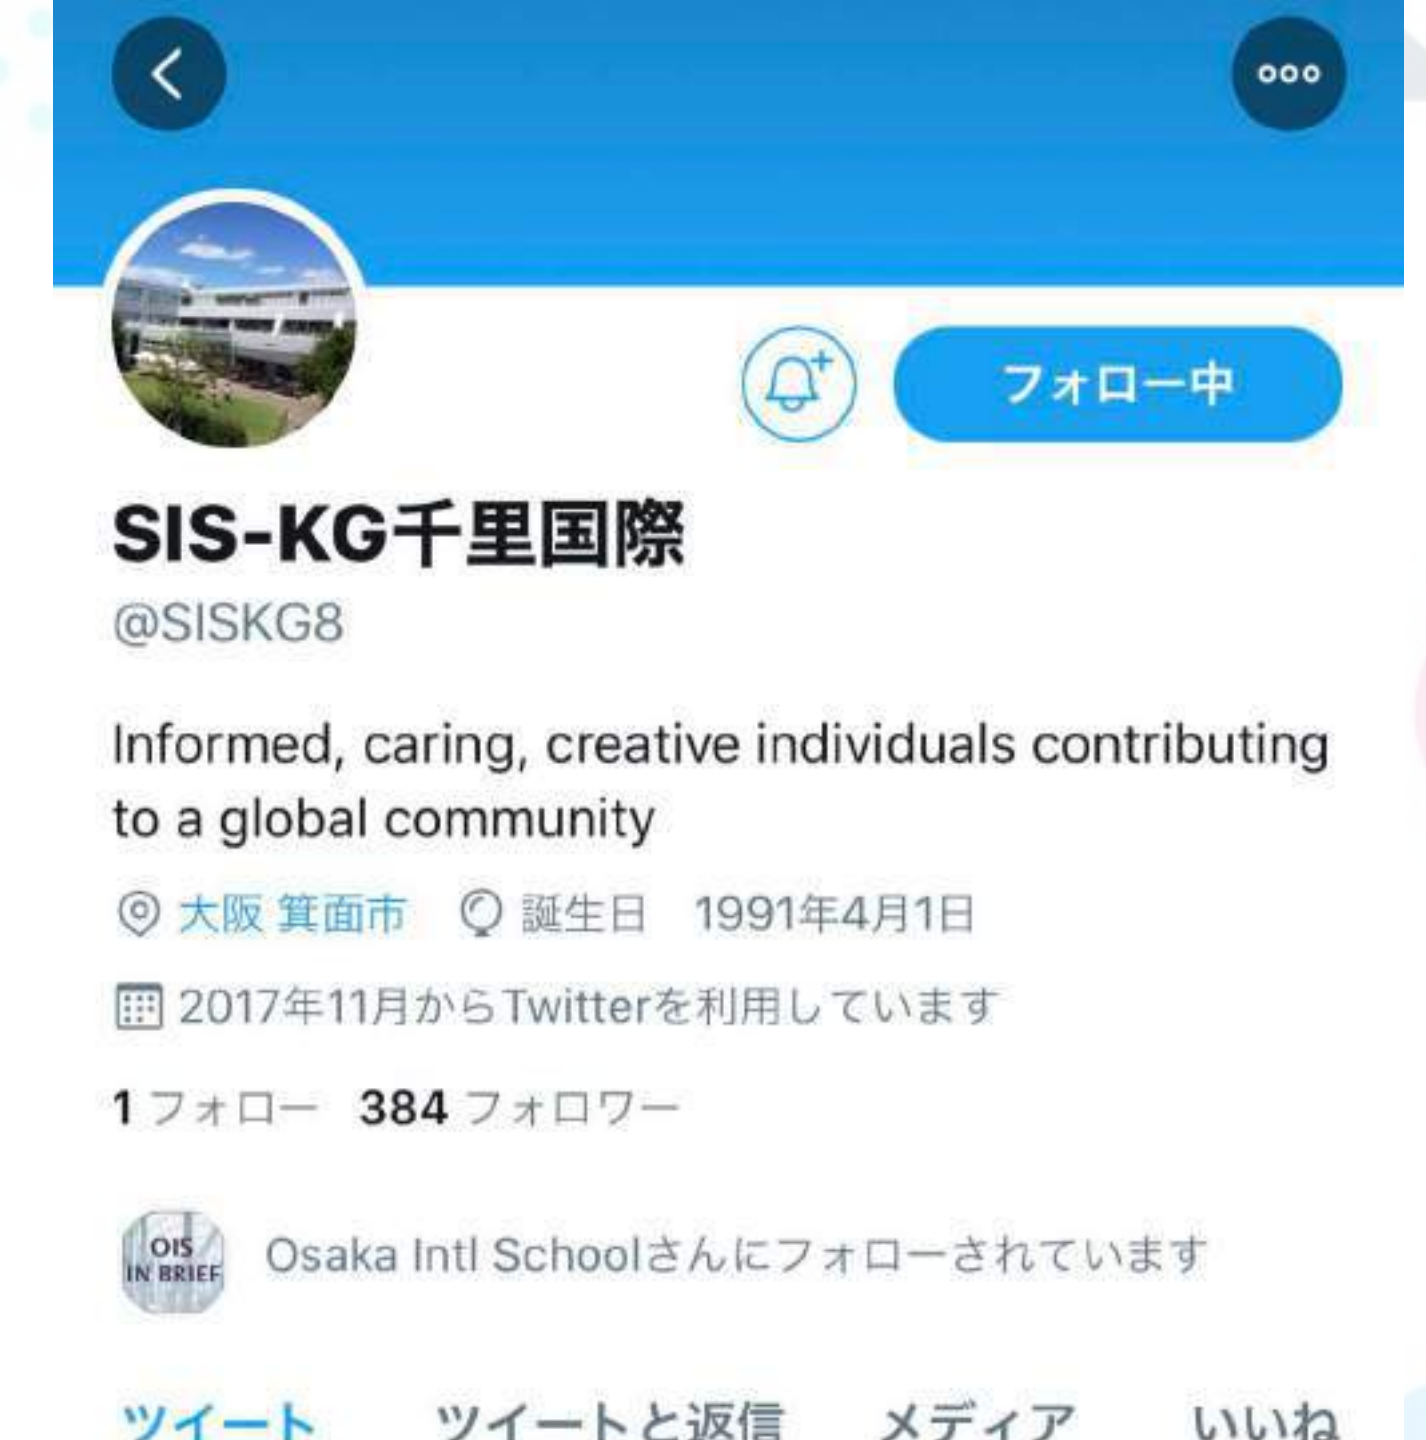 フォロー中
SIS-KG千里国際
@SISKG8
Informed, caring, creative individuals contributing
to a global community
大阪 箕面市 誕生日 1991年4月1日
2017年11月からTwitterを利用しています
1 フォロー 384 フォロワー
OIS
IN BRIEF
Osaka Intl Schoolさんにフォローされています
ツイート ツイートと返信 メディア いいね